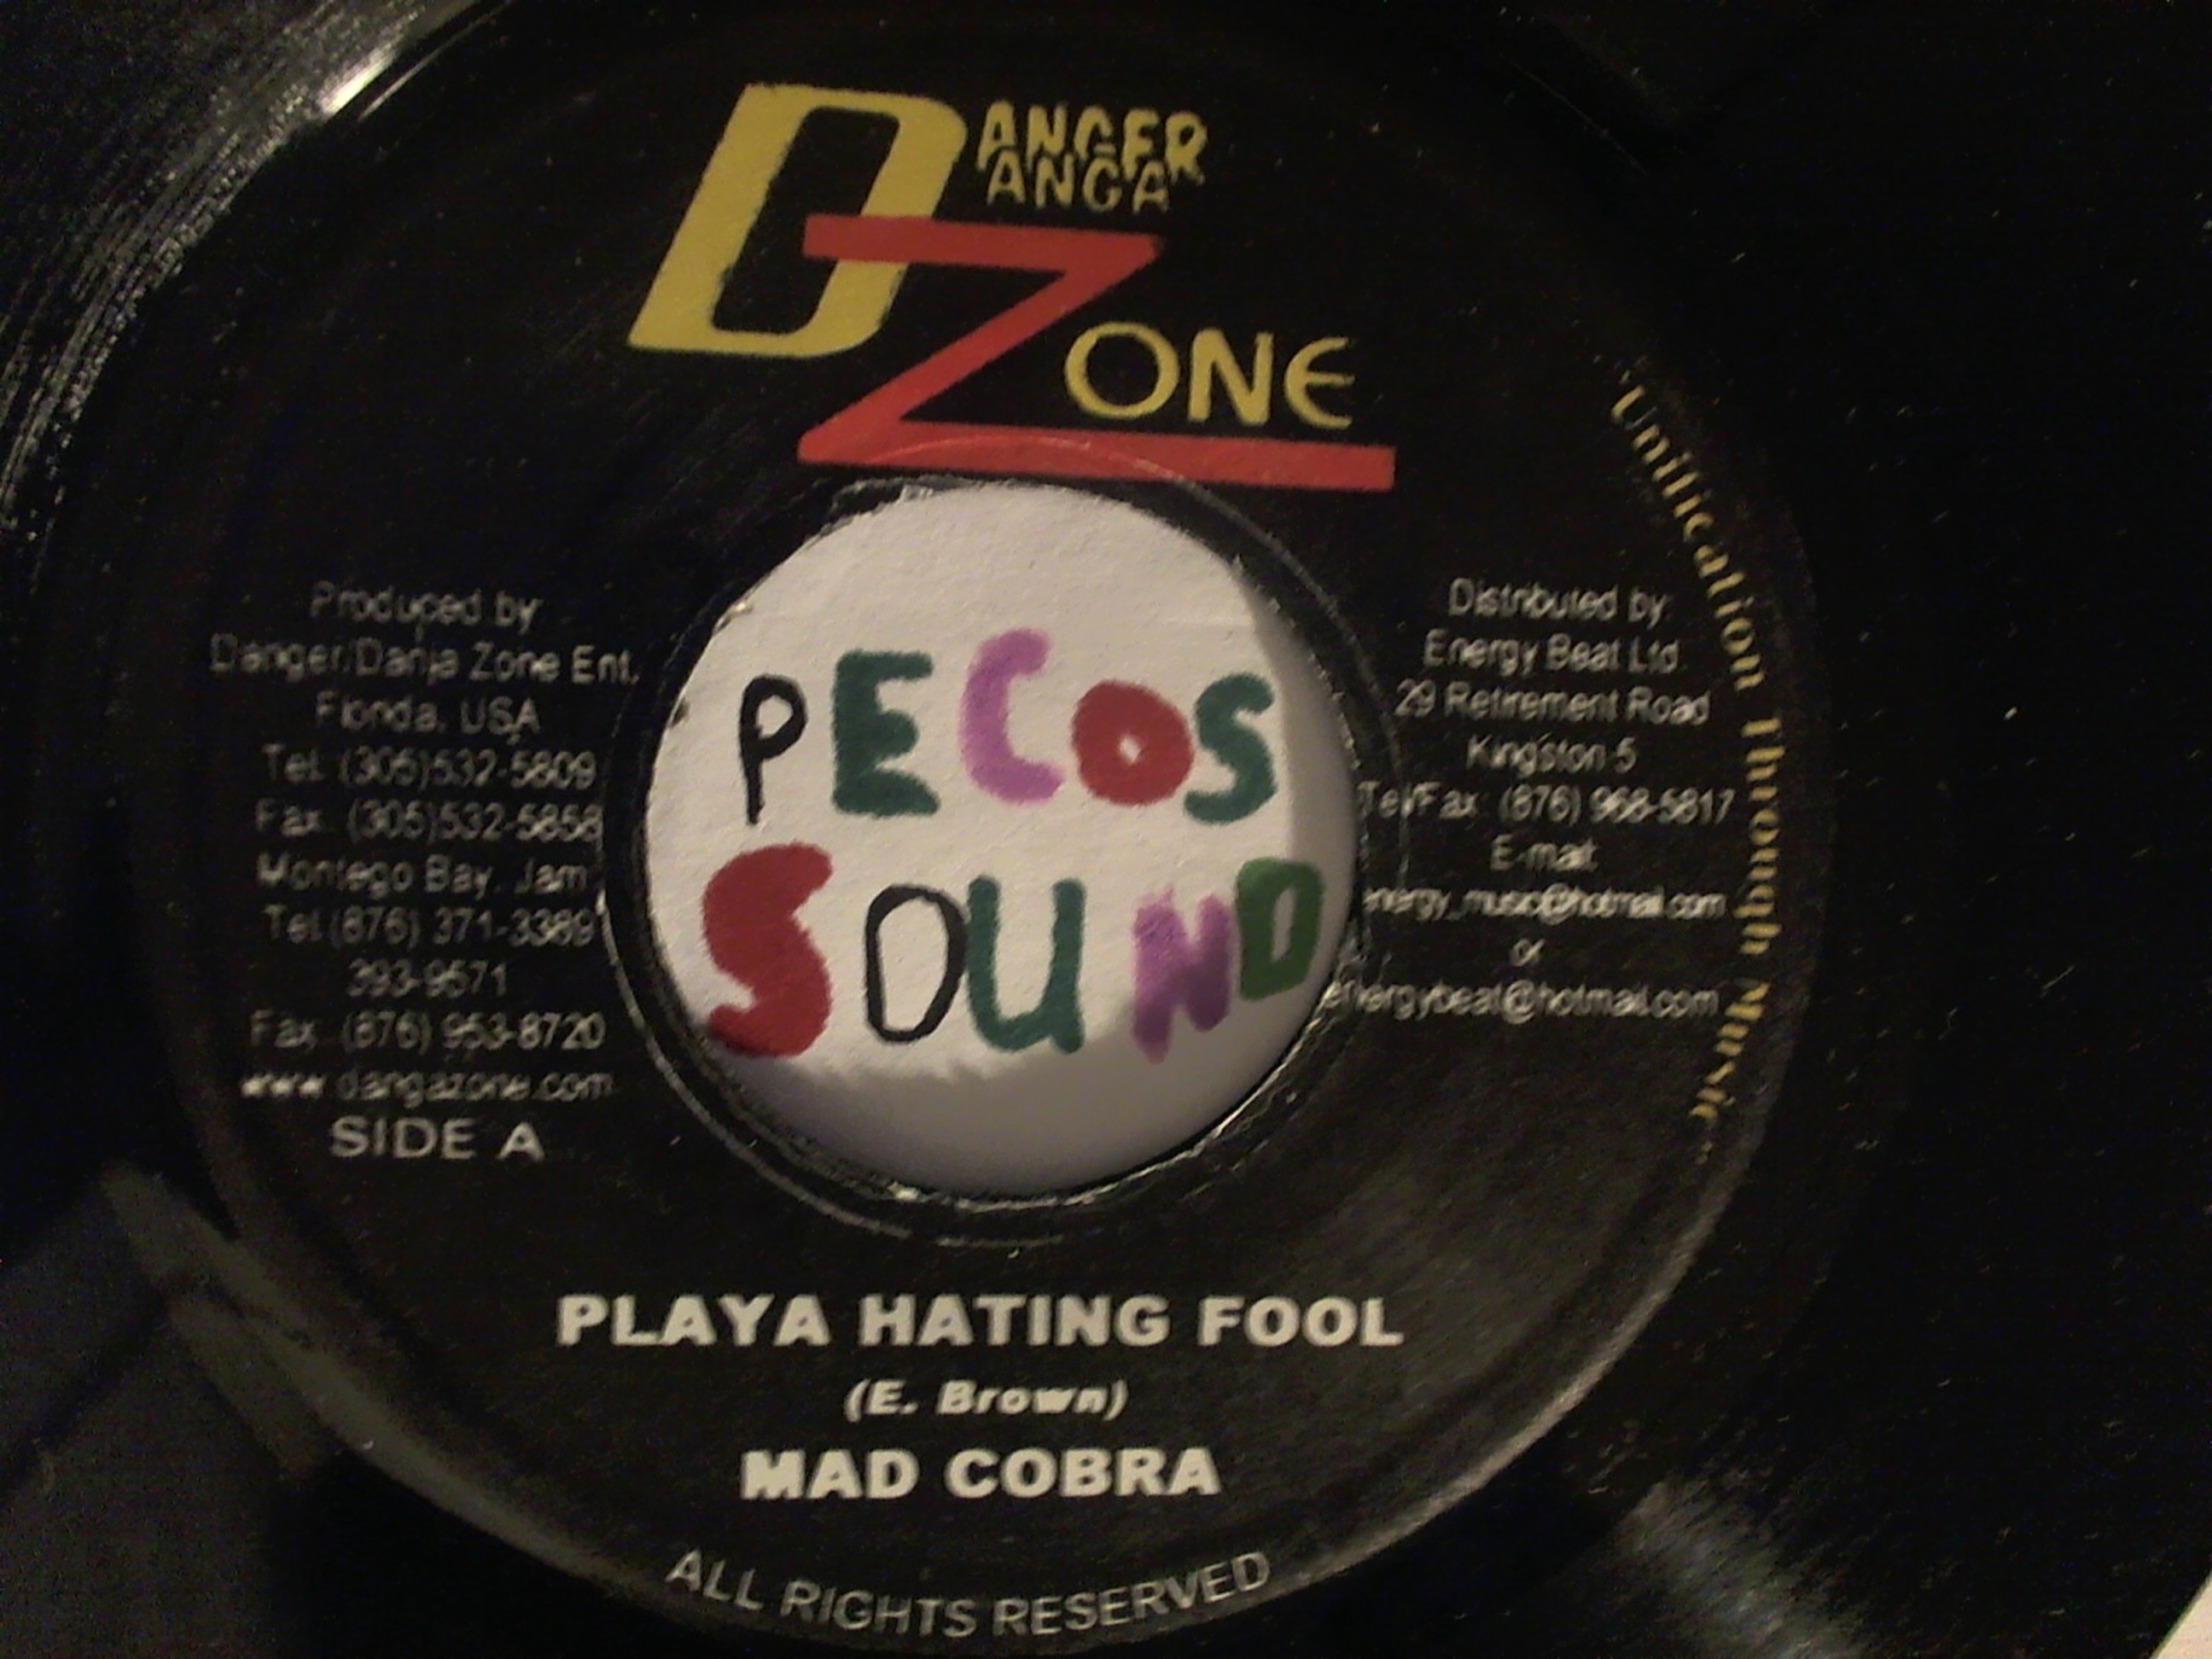 DANGER
DANGA
ZONE
"Unification Through Music"
Produced by
Danger/Danja Zone Ent.
Florida, USA
Tel: (305)532-5809
Fax: (305)532-5858
Montego Bay, Jam
Tel:(876) 371-3369
393-9571
Fax: (876) 953-8720
www.dangazone.com
SIDE A
PECOS
SOUND
Distributed by:
Energy Beat Ltd.
29 Retirement Road
Kingston 5
Tel/Fax: (876) 968-5817
E-mail:
energy_music@hotmail.com
or
energybeat@hotmail.com
PLAYA HATING FOOL
(E. Brown)
MAD COBRA
ALL RIGHTS RESERVED